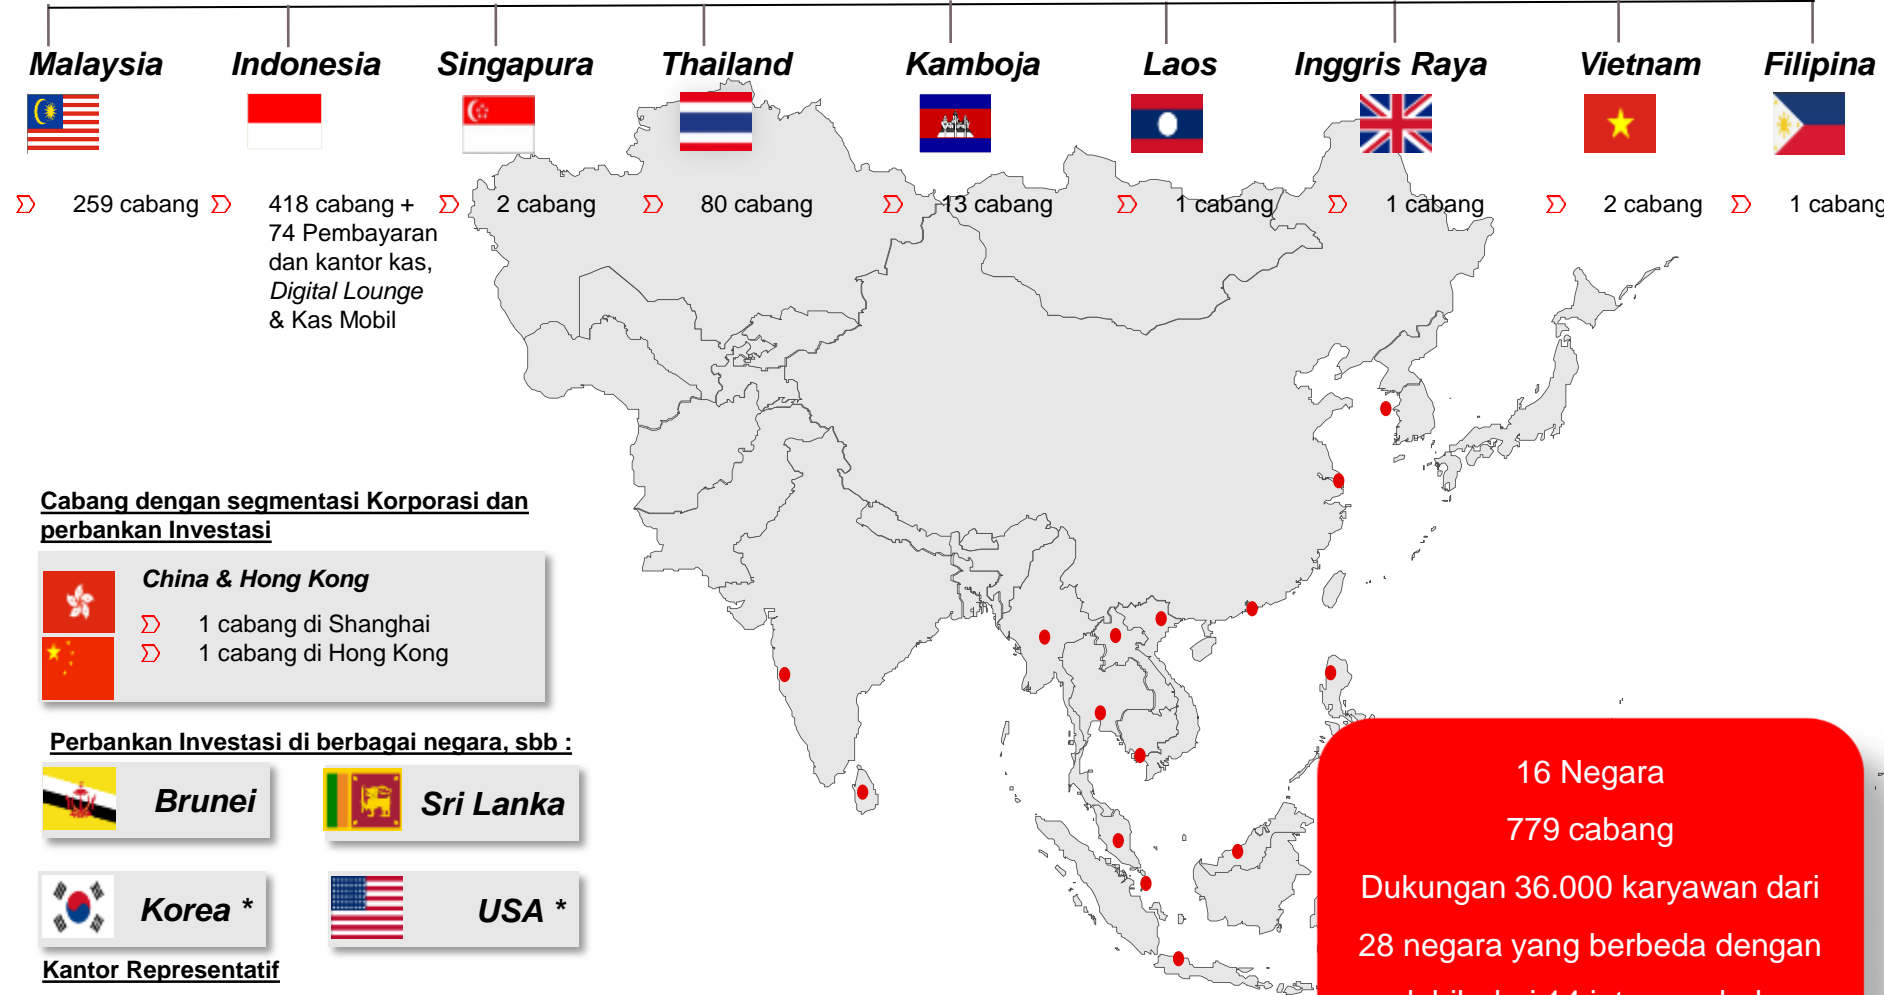 Malaysia
Indonesia
Singapura
Thailand
Kamboja
Laos
Inggris Raya
Vietnam
Filipina
259 cabang
418 cabang +
74 Pembayaran
dan kantor kas,
Digital Lounge
& Kas Mobil
2 cabang
80 cabang
13 cabang
1 cabang
1 cabang
2 cabang
1 cabang
Cabang dengan segmentasi Korporasi dan
perbankan Investasi
China & Hong Kong
1 cabang di Shanghai
1 cabang di Hong Kong
Perbankan Investasi di berbagai negara, sbb :
Brunei
Sri Lanka
Korea *
USA *
Kantor Representatif
16 Negara
779 cabang
Dukungan 36.000 karyawan dari
28 negara yang berbeda dengan